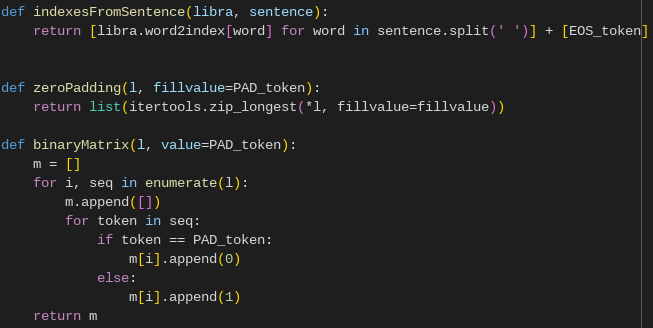 def indexesFromSentence(libra, sentence):
    return [libra.word2index[word] for word in sentence.split(' ')] + [EOS_token]
def zeroPadding(l, fillvalue=PAD_token):
    return list(itertools.zip_longest(*l, fillvalue=fillvalue))
def binaryMatrix(l, value=PAD_token):
    m = []
    for i, seq in enumerate(l):
        m.append([])
        for token in seq:
            if token == PAD_token:
                m[i].append(0)
            else:
                m[i].append(1)
    return m